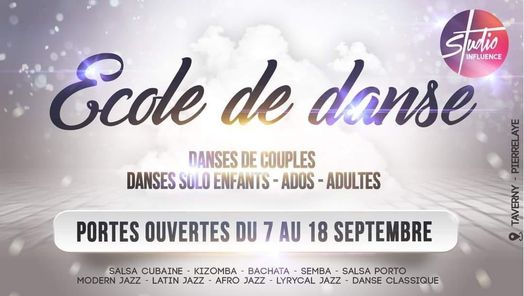 Studio
INFLUENCE
Ecole de danse
DANSES DE COUPLES
DANSES SOLO ENFANTS - ADOS - ADULTES
TAVERNY - PIERRELAYE
PORTES OUVERTES DU 7 AU 18 SEPTEMBRE
SALSA CUBAINE - KIZOMBA - BACHATA - SEMBA - SALSA PORTO
MODERN JAZZ - LATIN JAZZ - AFRO JAZZ - LYRYCAL JAZZ - DANSE CLASSIQUE